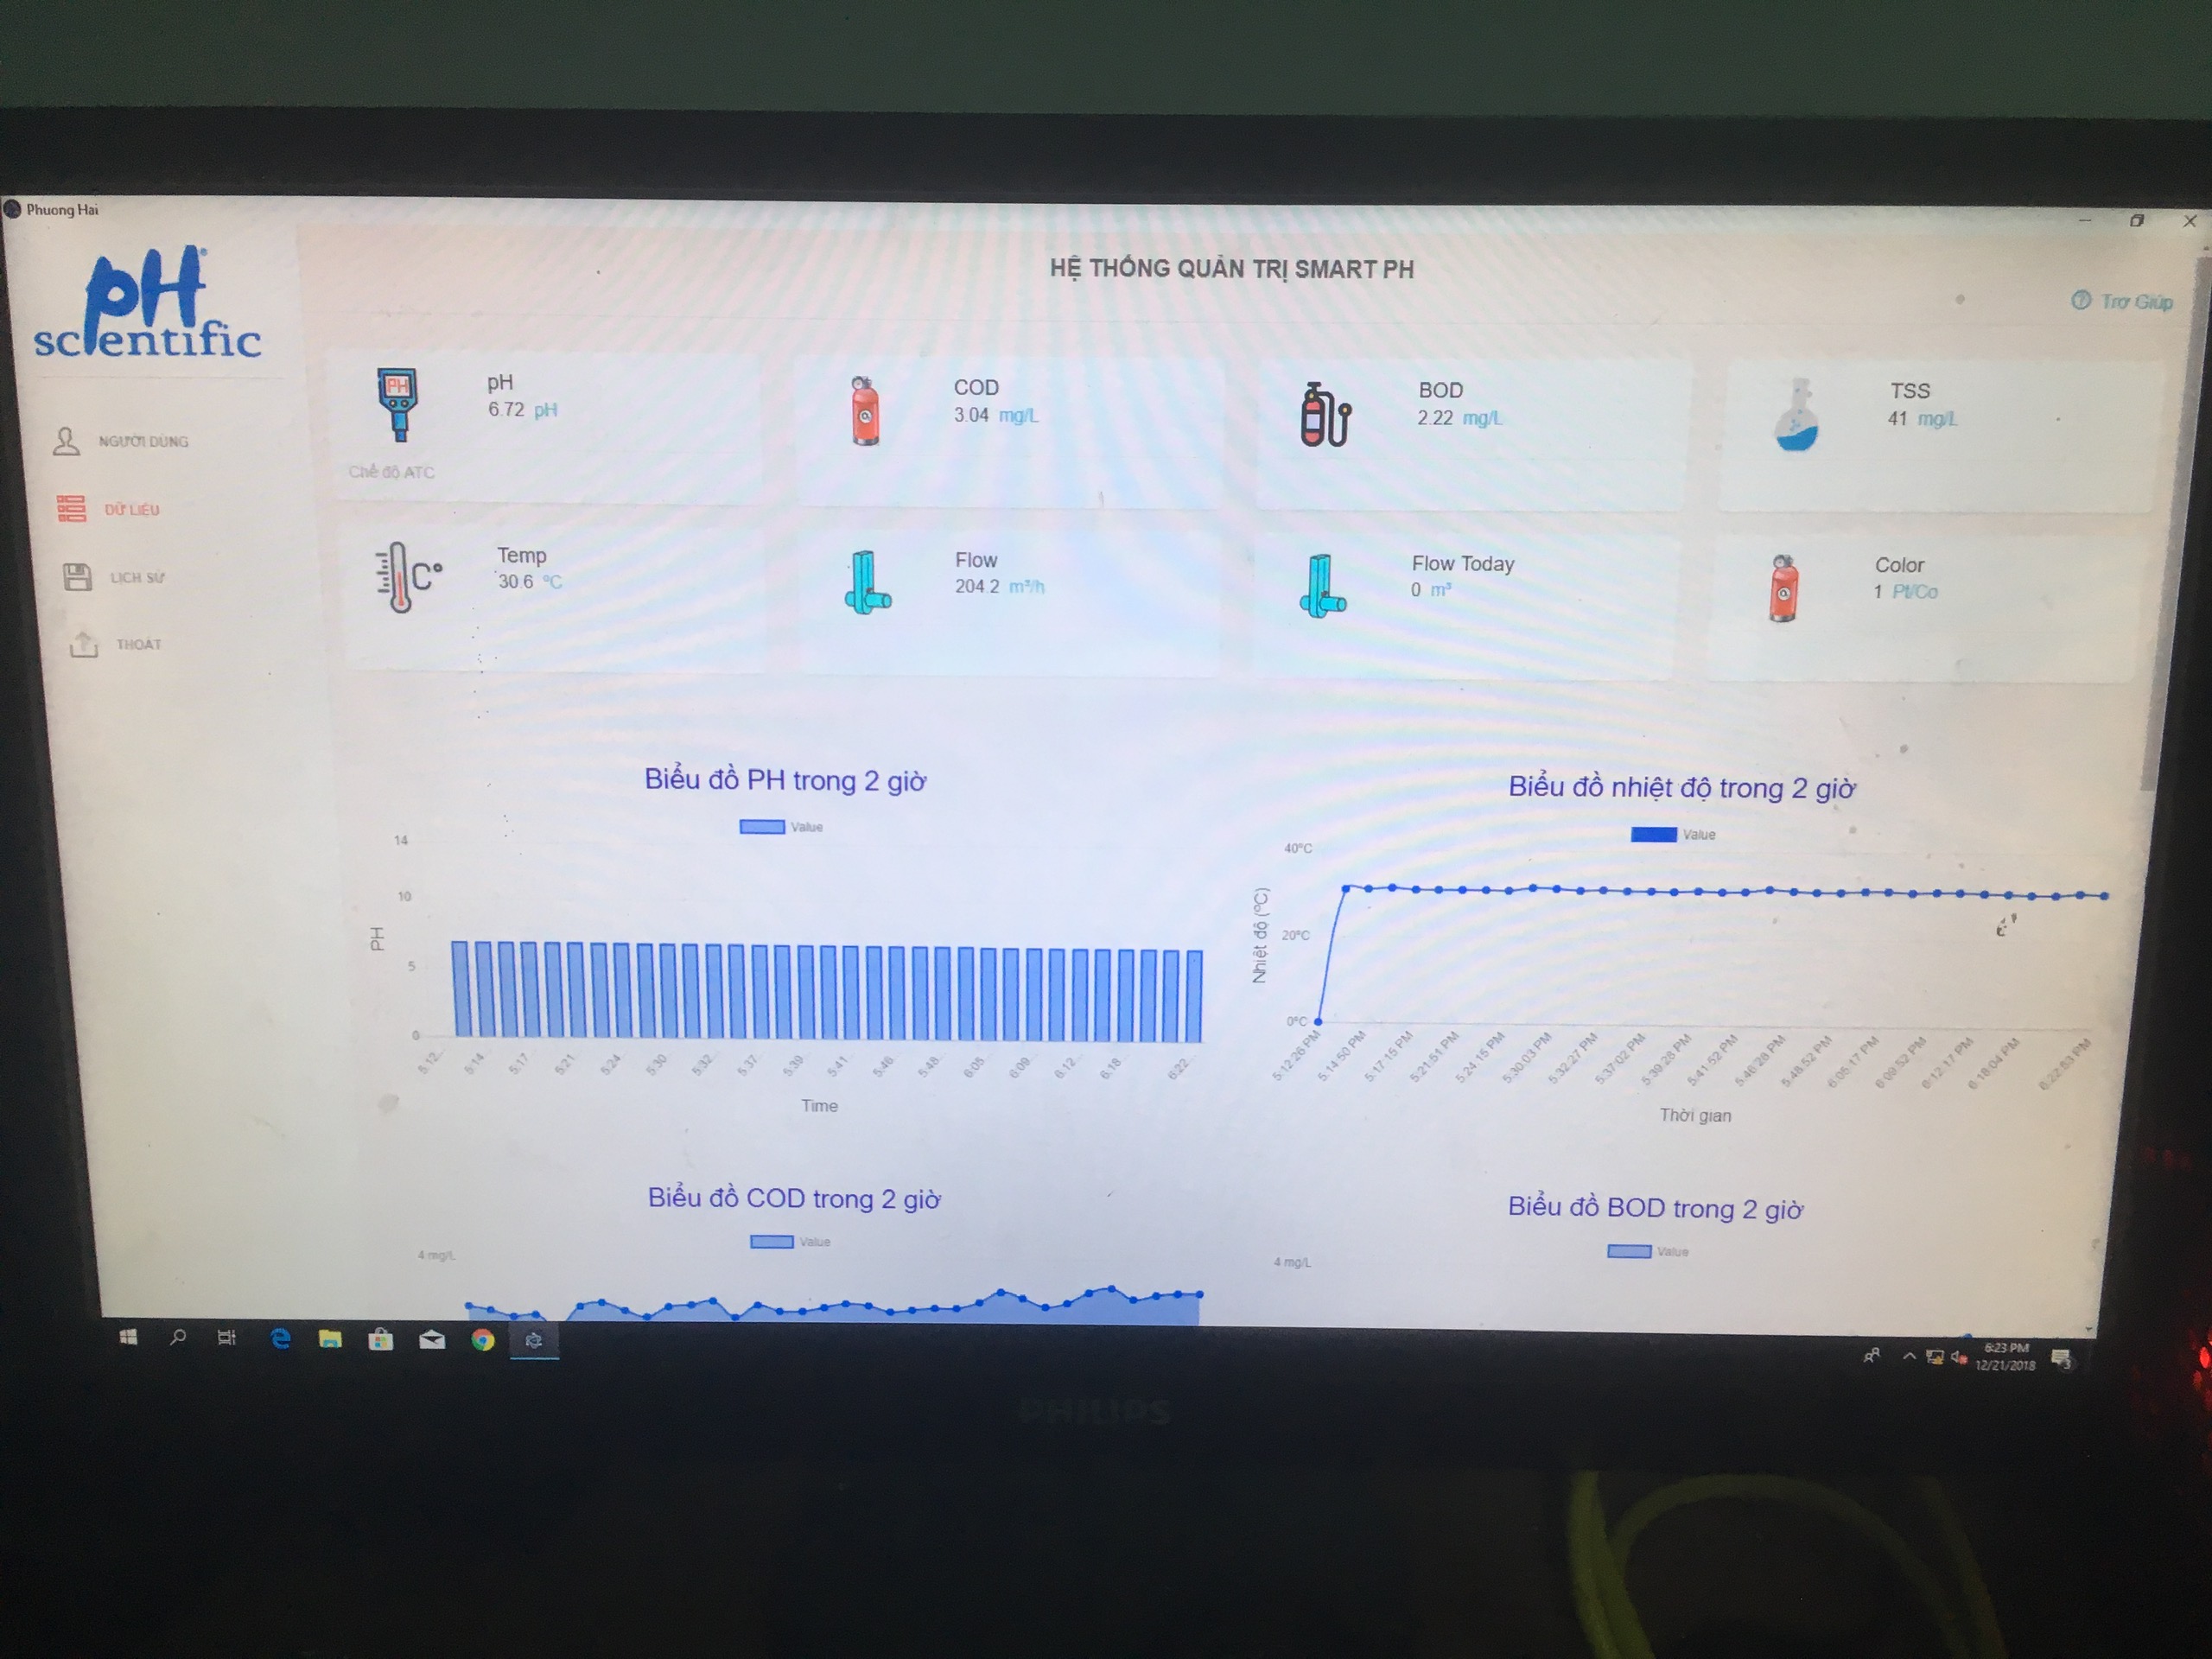 Phuong Hai
pH
scientific
HỆ THỐNG QUẢN TRỊ SMART PH
Trợ Giúp
NGƯỜI DÙNG
DỮ LIỆU
LỊCH SỬ
THOÁT
PH
pH
6.72 pH
Chế độ ATC
COD
3.04 mg/L
BOD
2.22 mg/L
TSS
41 mg/L
C°
Temp
30.6 °C
Flow
204.2 m³/h
Flow Today
0 m³
Color
1 Pt/Co
Biểu đồ PH trong 2 giờ
Value
14
10
5
0
PH
5:12...
5:14...
5:17...
5:21...
5:24...
5:30...
5:32...
5:37...
5:39...
5:41...
5:46...
5:48...
6:05...
6:09...
6:12...
6:18...
6:22...
Time
Biểu đồ nhiệt độ trong 2 giờ
Value
40°C
20°C
0°C
Nhiệt độ (°C)
5:12:26 PM
5:14:50 PM
5:17:15 PM
5:21:51 PM
5:24:15 PM
5:30:03 PM
5:32:27 PM
5:37:02 PM
5:39:28 PM
5:41:52 PM
5:46:28 PM
5:48:52 PM
6:05:17 PM
6:09:52 PM
6:12:17 PM
6:18:04 PM
6:22:53 PM
Thời gian
Biểu đồ COD trong 2 giờ
Value
4 mg/L
Biểu đồ BOD trong 2 giờ
Value
4 mg/L
6:23 PM
12/21/2018
3
PHILIPS